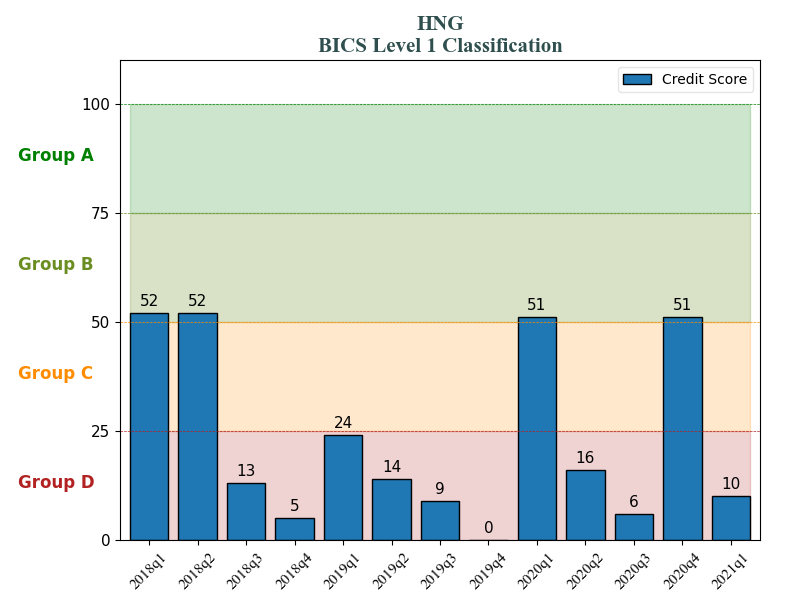 HNG
BICS Level 1 Classification
Credit Score
100
Group A
75
Group B
52
52
51
51
50
Group C
25
24
13
5
14
9
0
16
6
10
Group D
0
2018q1
2018q2
2018q3
2018q4
2019q1
2019q2
2019q3
2019q4
2020q1
2020q2
2020q3
2020q4
2021q1